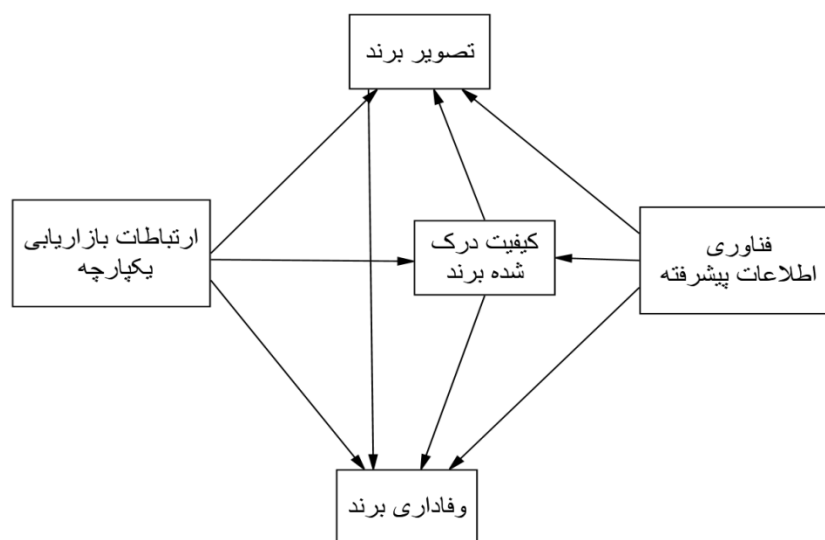 تصویر برند
ارتباطات بازاریابی
یکپارچه
کیفیت درک
شده برند
فناوری
اطلاعات پیشرفته
وفاداری برند